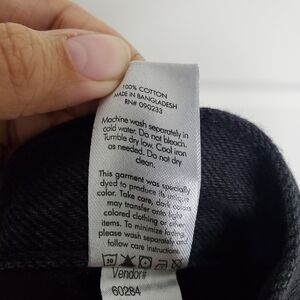 100% COTTON
MADE IN BANGLADESH
RN# 090233
Machine wash separately in
cold water. Do not bleach.
Tumble dry low. Cool iron
as needed. Do not dry
clean.
This garment was specially
dyed to produce its unique
color. Take care, dark colors
may transfer onto light
colored clothing or other
items. To minimize this
please wash separately and
follow care instructions.
30
Vendor#
60284